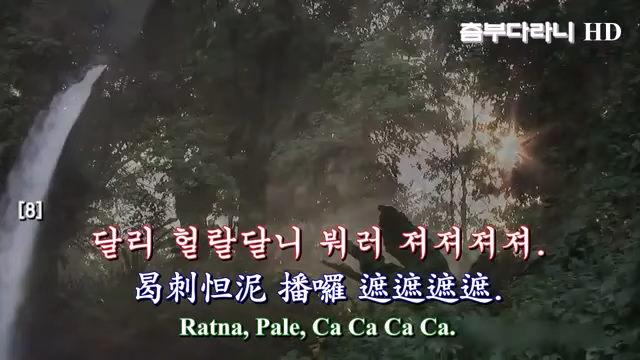 츰부다라니 HD
[8]
달리 헐랄달니 붜러 져져져져.
曷刺怛泥 播囉 遮遮遮遮.
Ratna, Pale, Ca Ca Ca Ca.